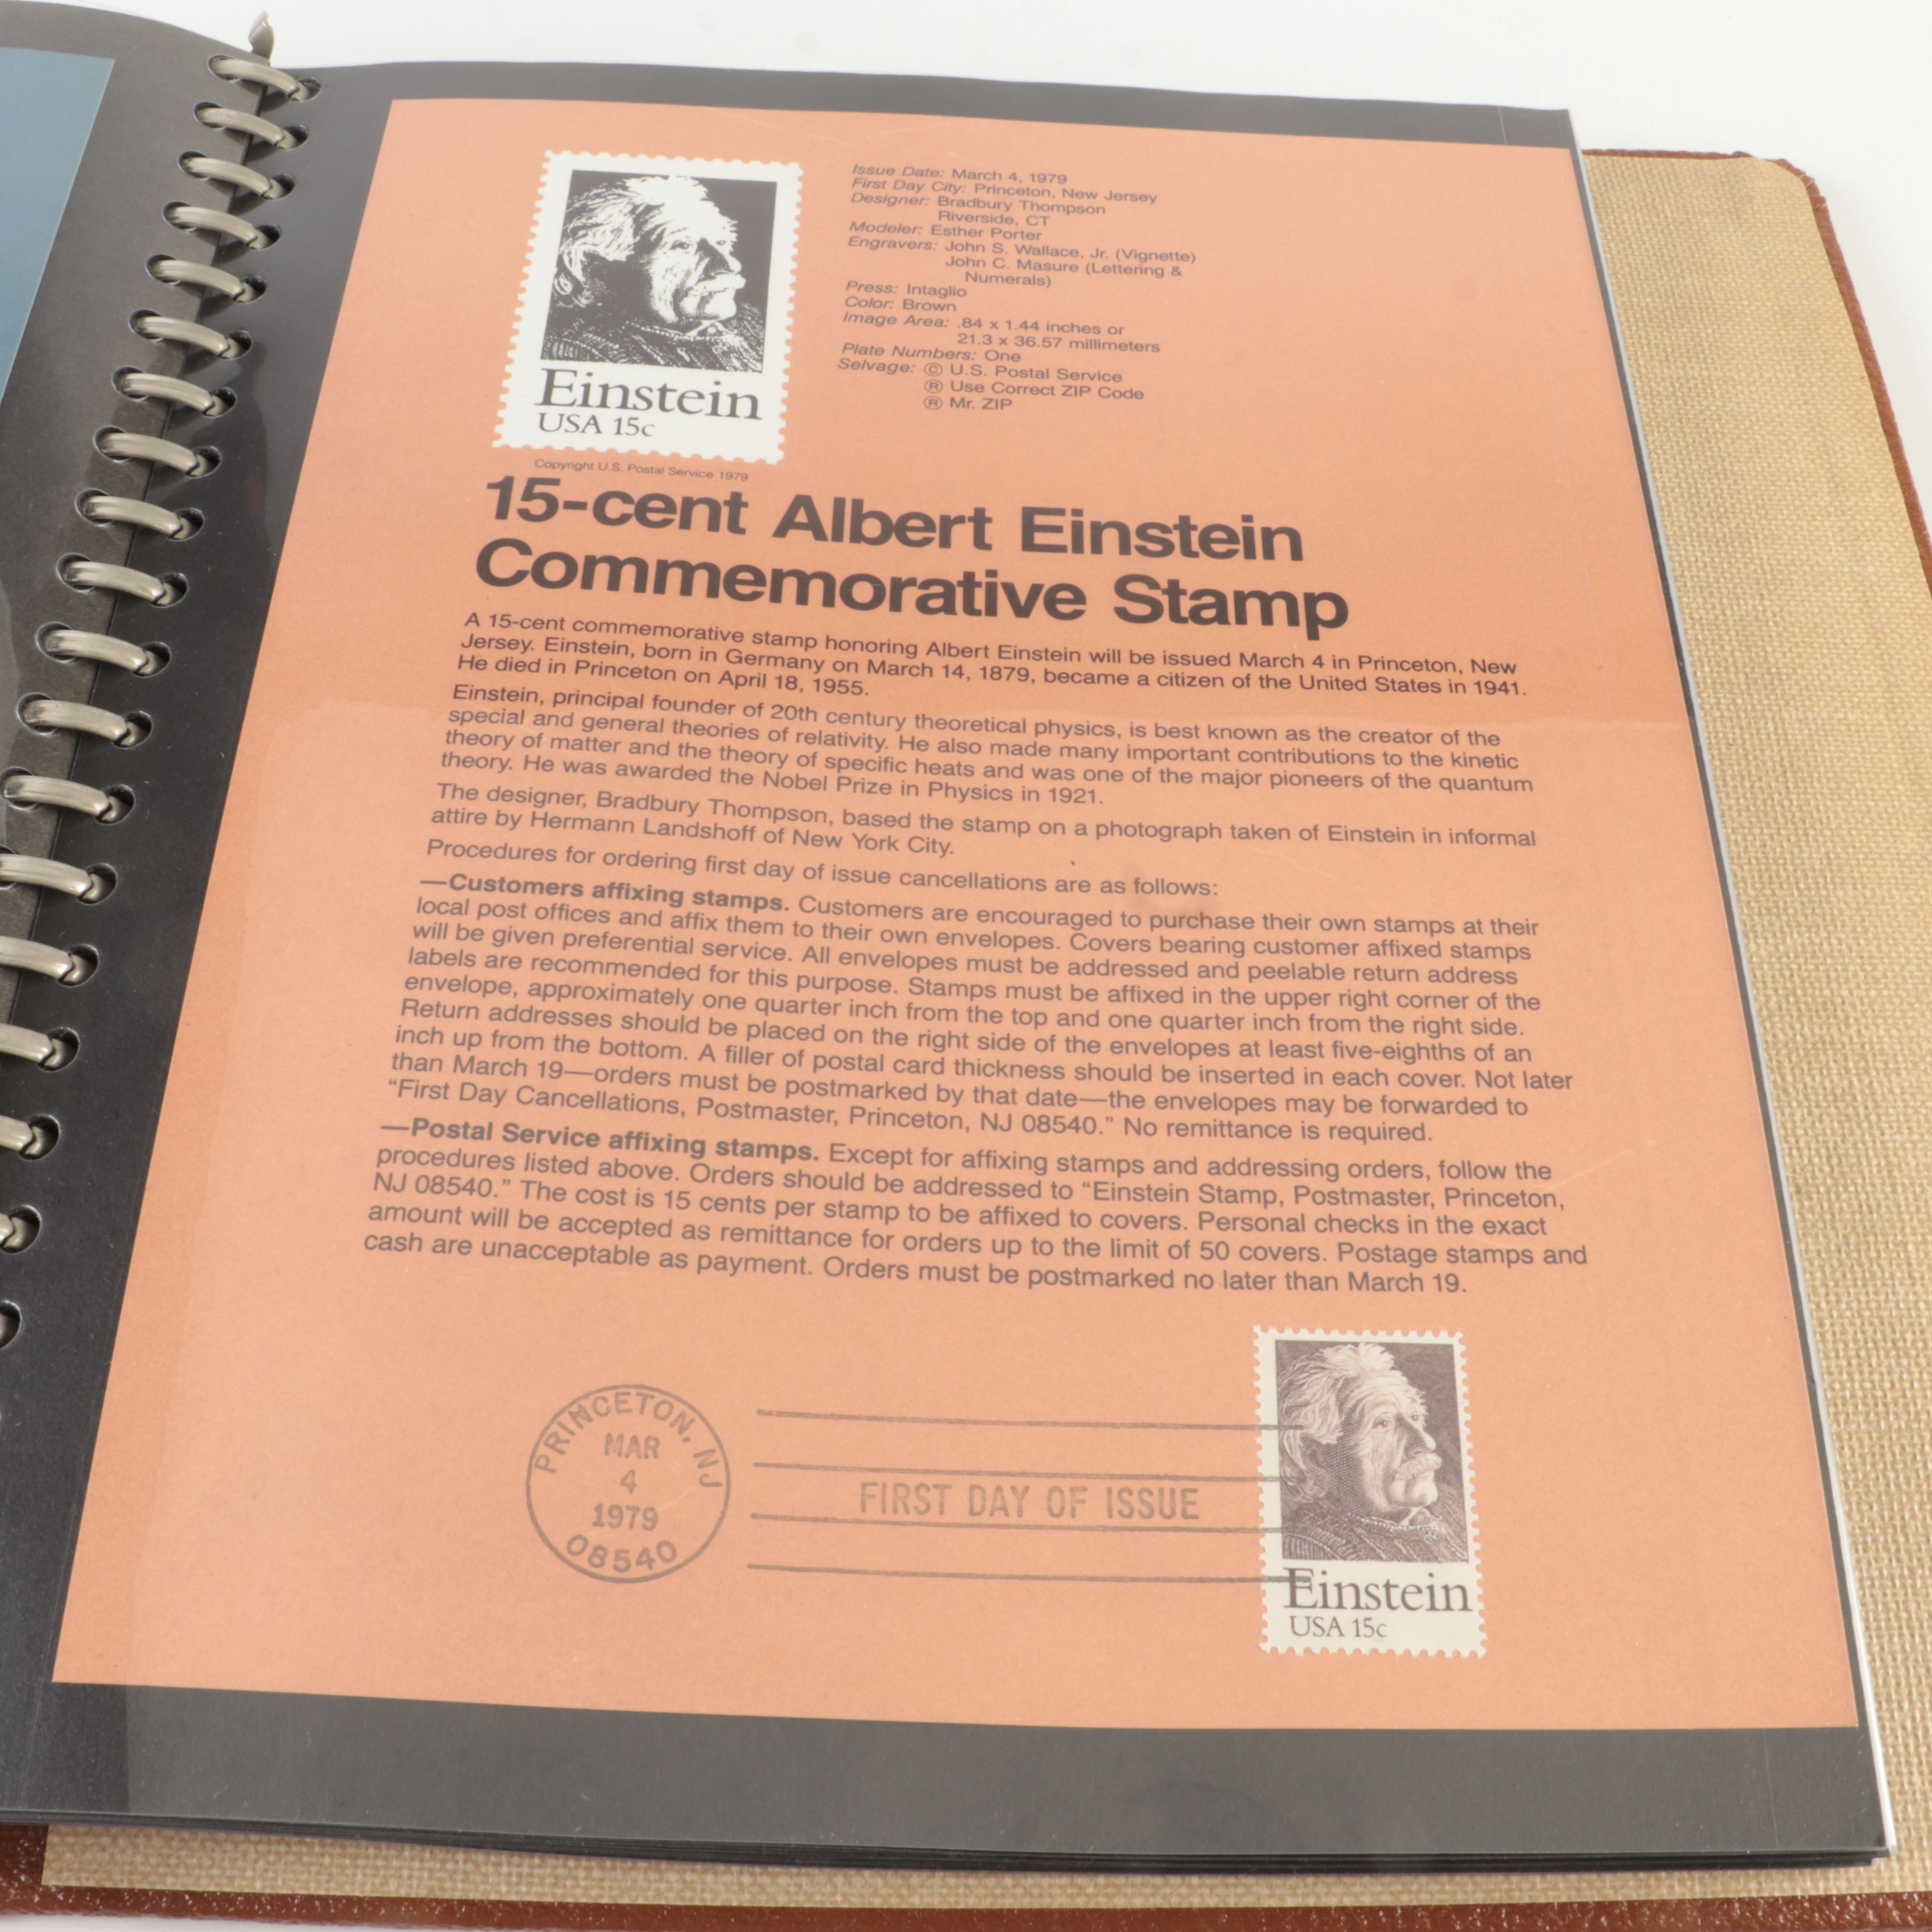 Einstein
USA 15c
Copyright U.S. Postal Service 1979
Issue Date: March 4, 1979
First Day City: Princeton, New Jersey
Designer: Bradbury Thompson
Riverside, CT
Modeler: Esther Porter
Engravers: John S. Wallace, Jr. (Vignette)
John C. Masure (Lettering &
Numerals)
Press: Intaglio
Color: Brown
Image Area: .84 x 1.44 inches or
21.3 x 36.57 millimeters
Plate Numbers: One
Selvage: © U.S. Postal Service
® Use Correct ZIP Code
® Mr. ZIP
15-cent Albert Einstein
Commemorative Stamp
A 15-cent commemorative stamp honoring Albert Einstein will be issued March 4 in Princeton, New
Jersey. Einstein, born in Germany on March 14, 1879, became a citizen of the United States in 1941.
He died in Princeton on April 18, 1955.
Einstein, principal founder of 20th century theoretical physics, is best known as the creator of the
special and general theories of relativity. He also made many important contributions to the kinetic
theory of matter and the theory of specific heats and was one of the major pioneers of the quantum
theory. He was awarded the Nobel Prize in Physics in 1921.
The designer, Bradbury Thompson, based the stamp on a photograph taken of Einstein in informal
attire by Hermann Landshoff of New York City.
Procedures for ordering first day of issue cancellations are as follows:
—Customers affixing stamps. Customers are encouraged to purchase their own stamps at their
local post offices and affix them to their own envelopes. Covers bearing customer affixed stamps
will be given preferential service. All envelopes must be addressed and peelable return address
labels are recommended for this purpose. Stamps must be affixed in the upper right corner of the
envelope, approximately one quarter inch from the top and one quarter inch from the right side.
Return addresses should be placed on the right side of the envelopes at least five-eighths of an
inch up from the bottom. A filler of postal card thickness should be inserted in each cover. Not later
than March 19—orders must be postmarked by that date—the envelopes may be forwarded to
“First Day Cancellations, Postmaster, Princeton, NJ 08540.” No remittance is required.
—Postal Service affixing stamps. Except for affixing stamps and addressing orders, follow the
procedures listed above. Orders should be addressed to “Einstein Stamp, Postmaster, Princeton,
NJ 08540.” The cost is 15 cents per stamp to be affixed to covers. Personal checks in the exact
amount will be accepted as remittance for orders up to the limit of 50 covers. Postage stamps and
cash are unacceptable as payment. Orders must be postmarked no later than March 19.
PRINCETON, NJ
MAR
4
1979
08540
FIRST DAY OF ISSUE
Einstein
USA 15c